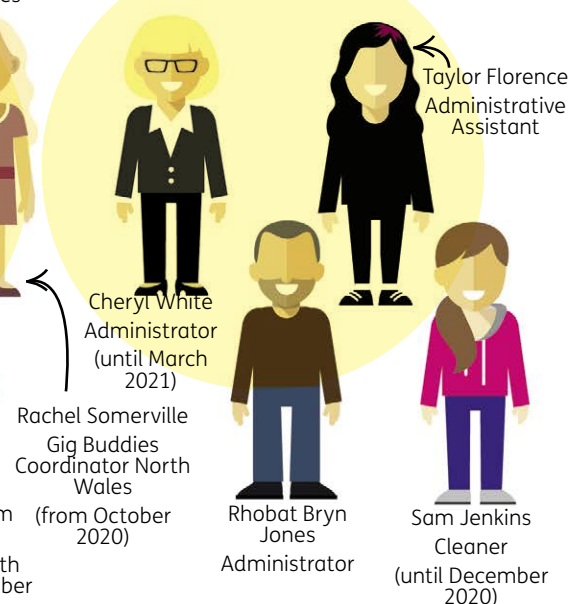 Taylor Florence
Administrative
Assistant
Cheryl White
Administrator
(until March
2021)
Rachel Somerville
Gig Buddies
Coordinator North
Wales
(from October
2020)
Rhobat Bryn
Jones
Administrator
Sam Jenkins
Cleaner
(until December
2020)